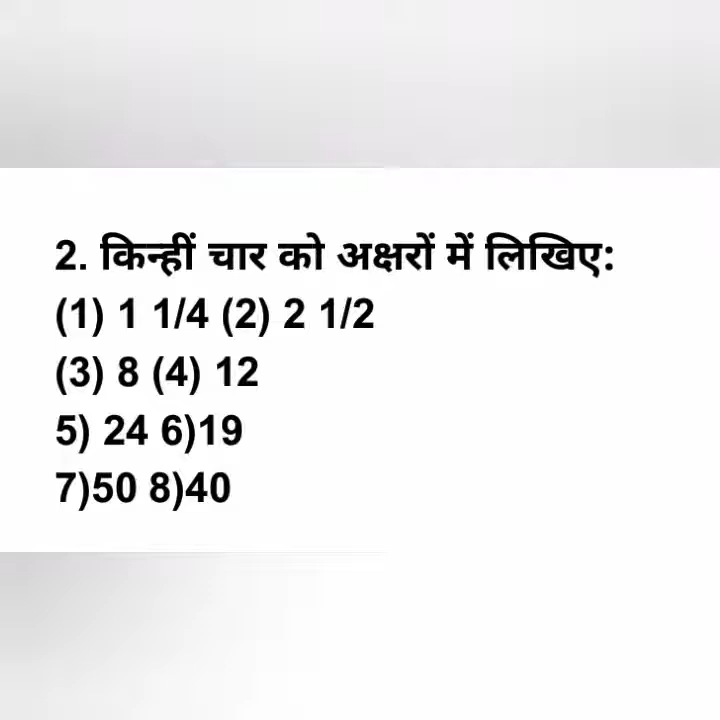 2. किन्हीं चार को अक्षरों में लिखिए:
(1) 1 1/4 (2) 2 1/2
(3) 8 (4) 12
5) 24 6)19
7)50 8)40